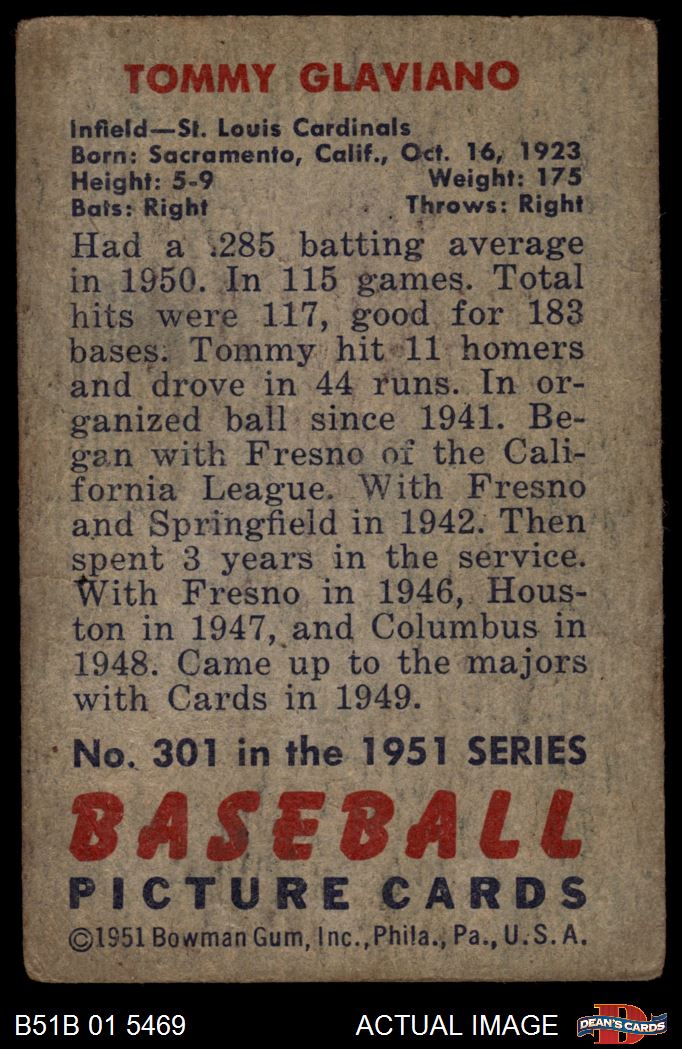 TOMMY GLAVIANO
Infield—St. Louis Cardinals
Born: Sacramento, Calif., Oct. 16, 1923
Height: 5-9 Weight: 175
Bats: Right Throws: Right
Had a .285 batting average
in 1950. In 115 games. Total
hits were 117, good for 183
bases. Tommy hit 11 homers
and drove in 44 runs. In or-
ganized ball since 1941. Be-
gan with Fresno of the Cali-
fornia League. With Fresno
and Springfield in 1942. Then
spent 3 years in the service.
With Fresno in 1946, Hous-
ton in 1947, and Columbus in
1948. Came up to the majors
with Cards in 1949.
No. 301 in the 1951 SERIES
BASEBALL
PICTURE CARDS
©1951 Bowman Gum, Inc., Phila., Pa., U. S. A.
B51B 01 5469 ACTUAL IMAGE D DEAN'S CARDS